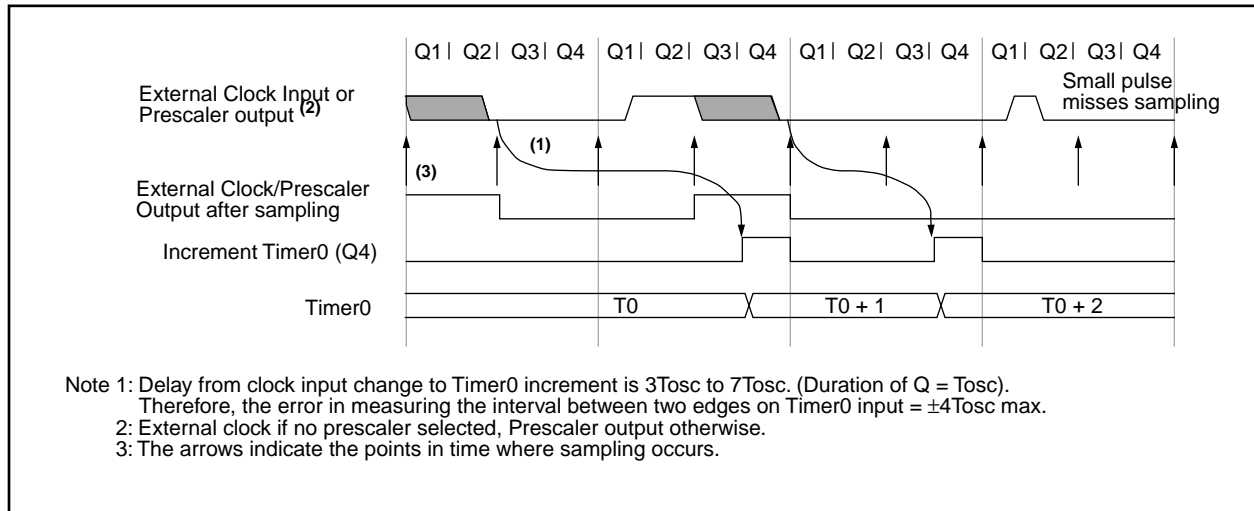 Q1| Q2| Q3| Q4 Q1| Q2| Q3| Q4 Q1| Q2| Q3| Q4 Q1| Q2| Q3| Q4
External Clock Input or
Prescaler output (2)
Small pulse
misses sampling
(1)
(3)
External Clock/Prescaler
Output after sampling
Increment Timer0 (Q4)
Timer0 T0 T0 + 1 T0 + 2
Note 1: Delay from clock input change to Timer0 increment is 3Tosc to 7Tosc. (Duration of Q = Tosc).
Therefore, the error in measuring the interval between two edges on Timer0 input = ±4Tosc max.
2: External clock if no prescaler selected, Prescaler output otherwise.
3: The arrows indicate the points in time where sampling occurs.